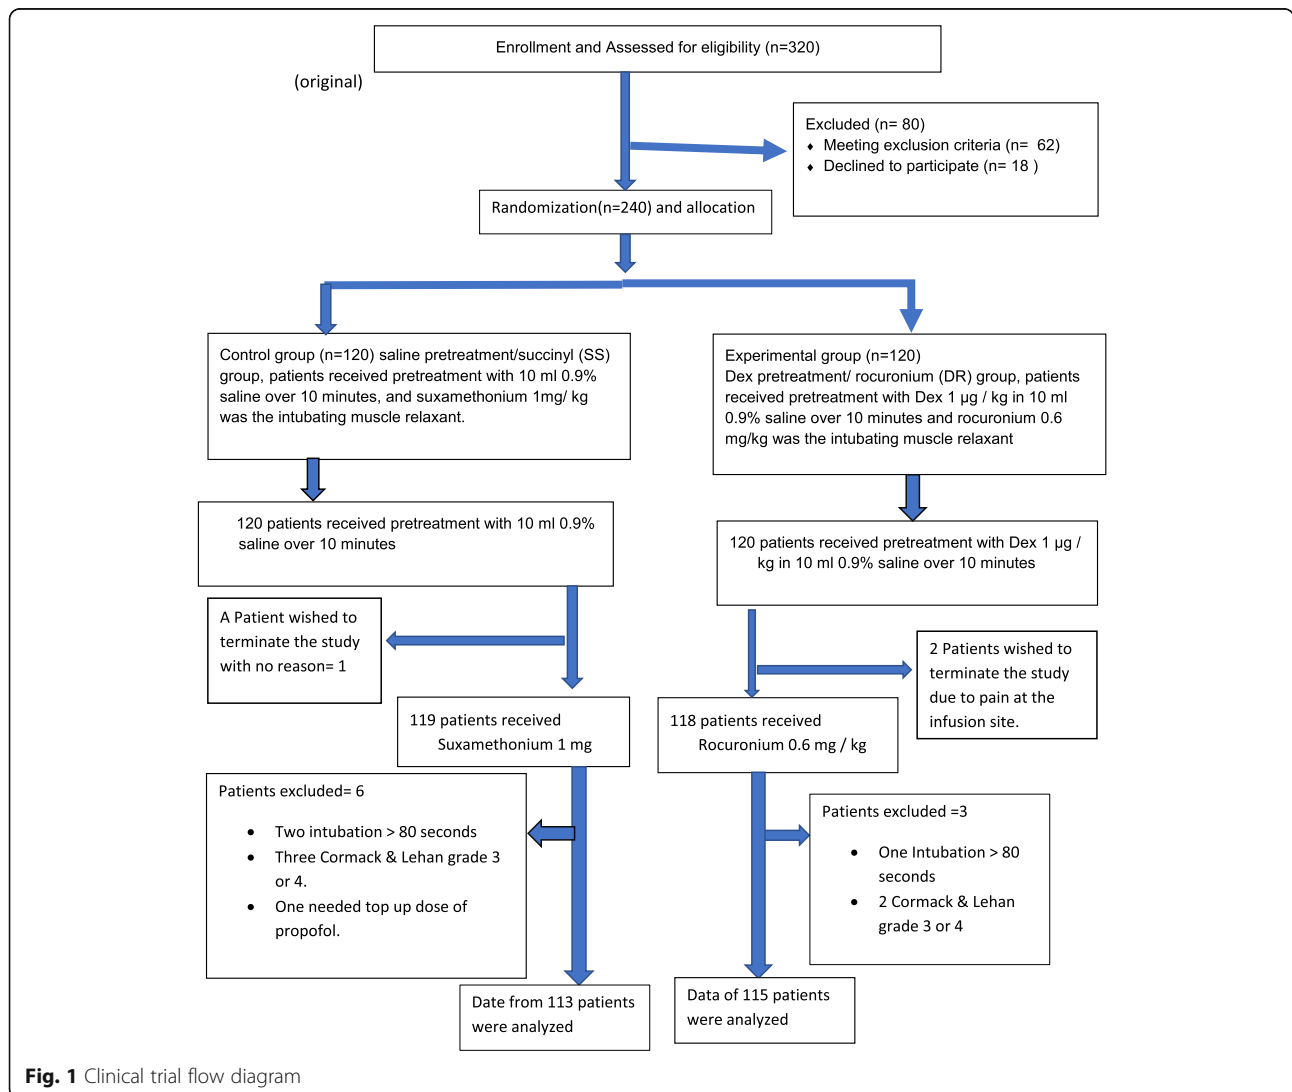 Enrollment and Assessed for eligibility (n=320)
(original)
Excluded (n= 80)
♦ Meeting exclusion criteria (n=  62)
♦ Declined to participate (n= 18 )
Randomization(n=240) and allocation
Control group (n=120) saline pretreatment/succinyl (SS)
group, patients received pretreatment with 10 ml 0.9%
saline over 10 minutes, and suxamethonium 1mg/ kg
was the intubating muscle relaxant.
Experimental group (n=120)
Dex pretreatment/ rocuronium (DR) group, patients
received pretreatment with Dex 1 µg / kg in 10 ml
0.9% saline over 10 minutes and rocuronium 0.6
mg/kg was the intubating muscle relaxant
120 patients received pretreatment with 10 ml 0.9%
saline over 10 minutes
120 patients received pretreatment with Dex 1 µg /
kg in 10 ml 0.9% saline over 10 minutes
A Patient wished to
terminate the study
with no reason= 1
2 Patients wished to
terminate the study
due to pain at the
infusion site.
119 patients received
Suxamethonium 1 mg
118 patients received
Rocuronium 0.6 mg / kg
Patients excluded= 6
• Two intubation > 80 seconds
• Three Cormack & Lehan grade 3
or 4.
• One needed top up dose of
propofol.
Patients excluded =3
• One Intubation > 80
seconds
• 2 Cormack & Lehan
grade 3 or 4
Date from 113 patients
were analyzed
Data of 115 patients
were analyzed
Fig. 1 Clinical trial flow diagram